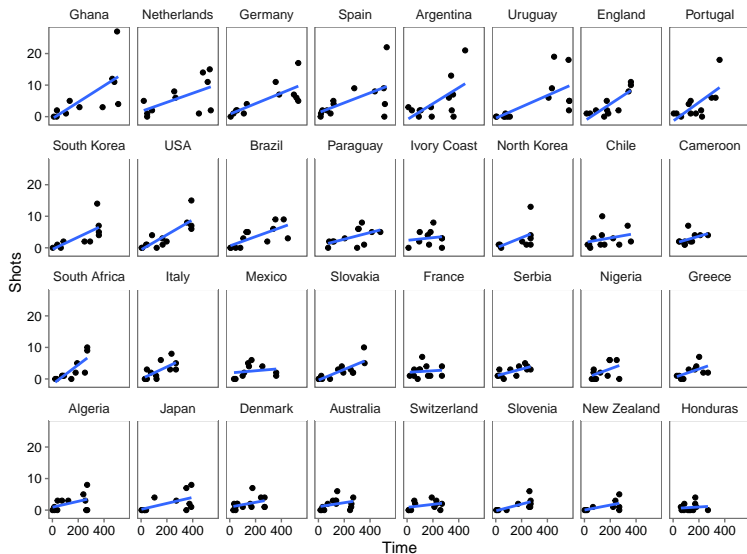 Ghana Netherlands Germany Spain Argentina Uruguay England Portugal
20
10
0
South Korea USA Brazil Paraguay Ivory Coast North Korea Chile Cameroon
20
10
0
South Africa Italy Mexico Slovakia France Serbia Nigeria Greece
20
10
0
Algeria Japan Denmark Australia Switzerland Slovenia New Zealand Honduras
20
10
0
0 200 400 0 200 400 0 200 400 0 200 400 0 200 400 0 200 400 0 200 400 0 200 400
Time
Shots